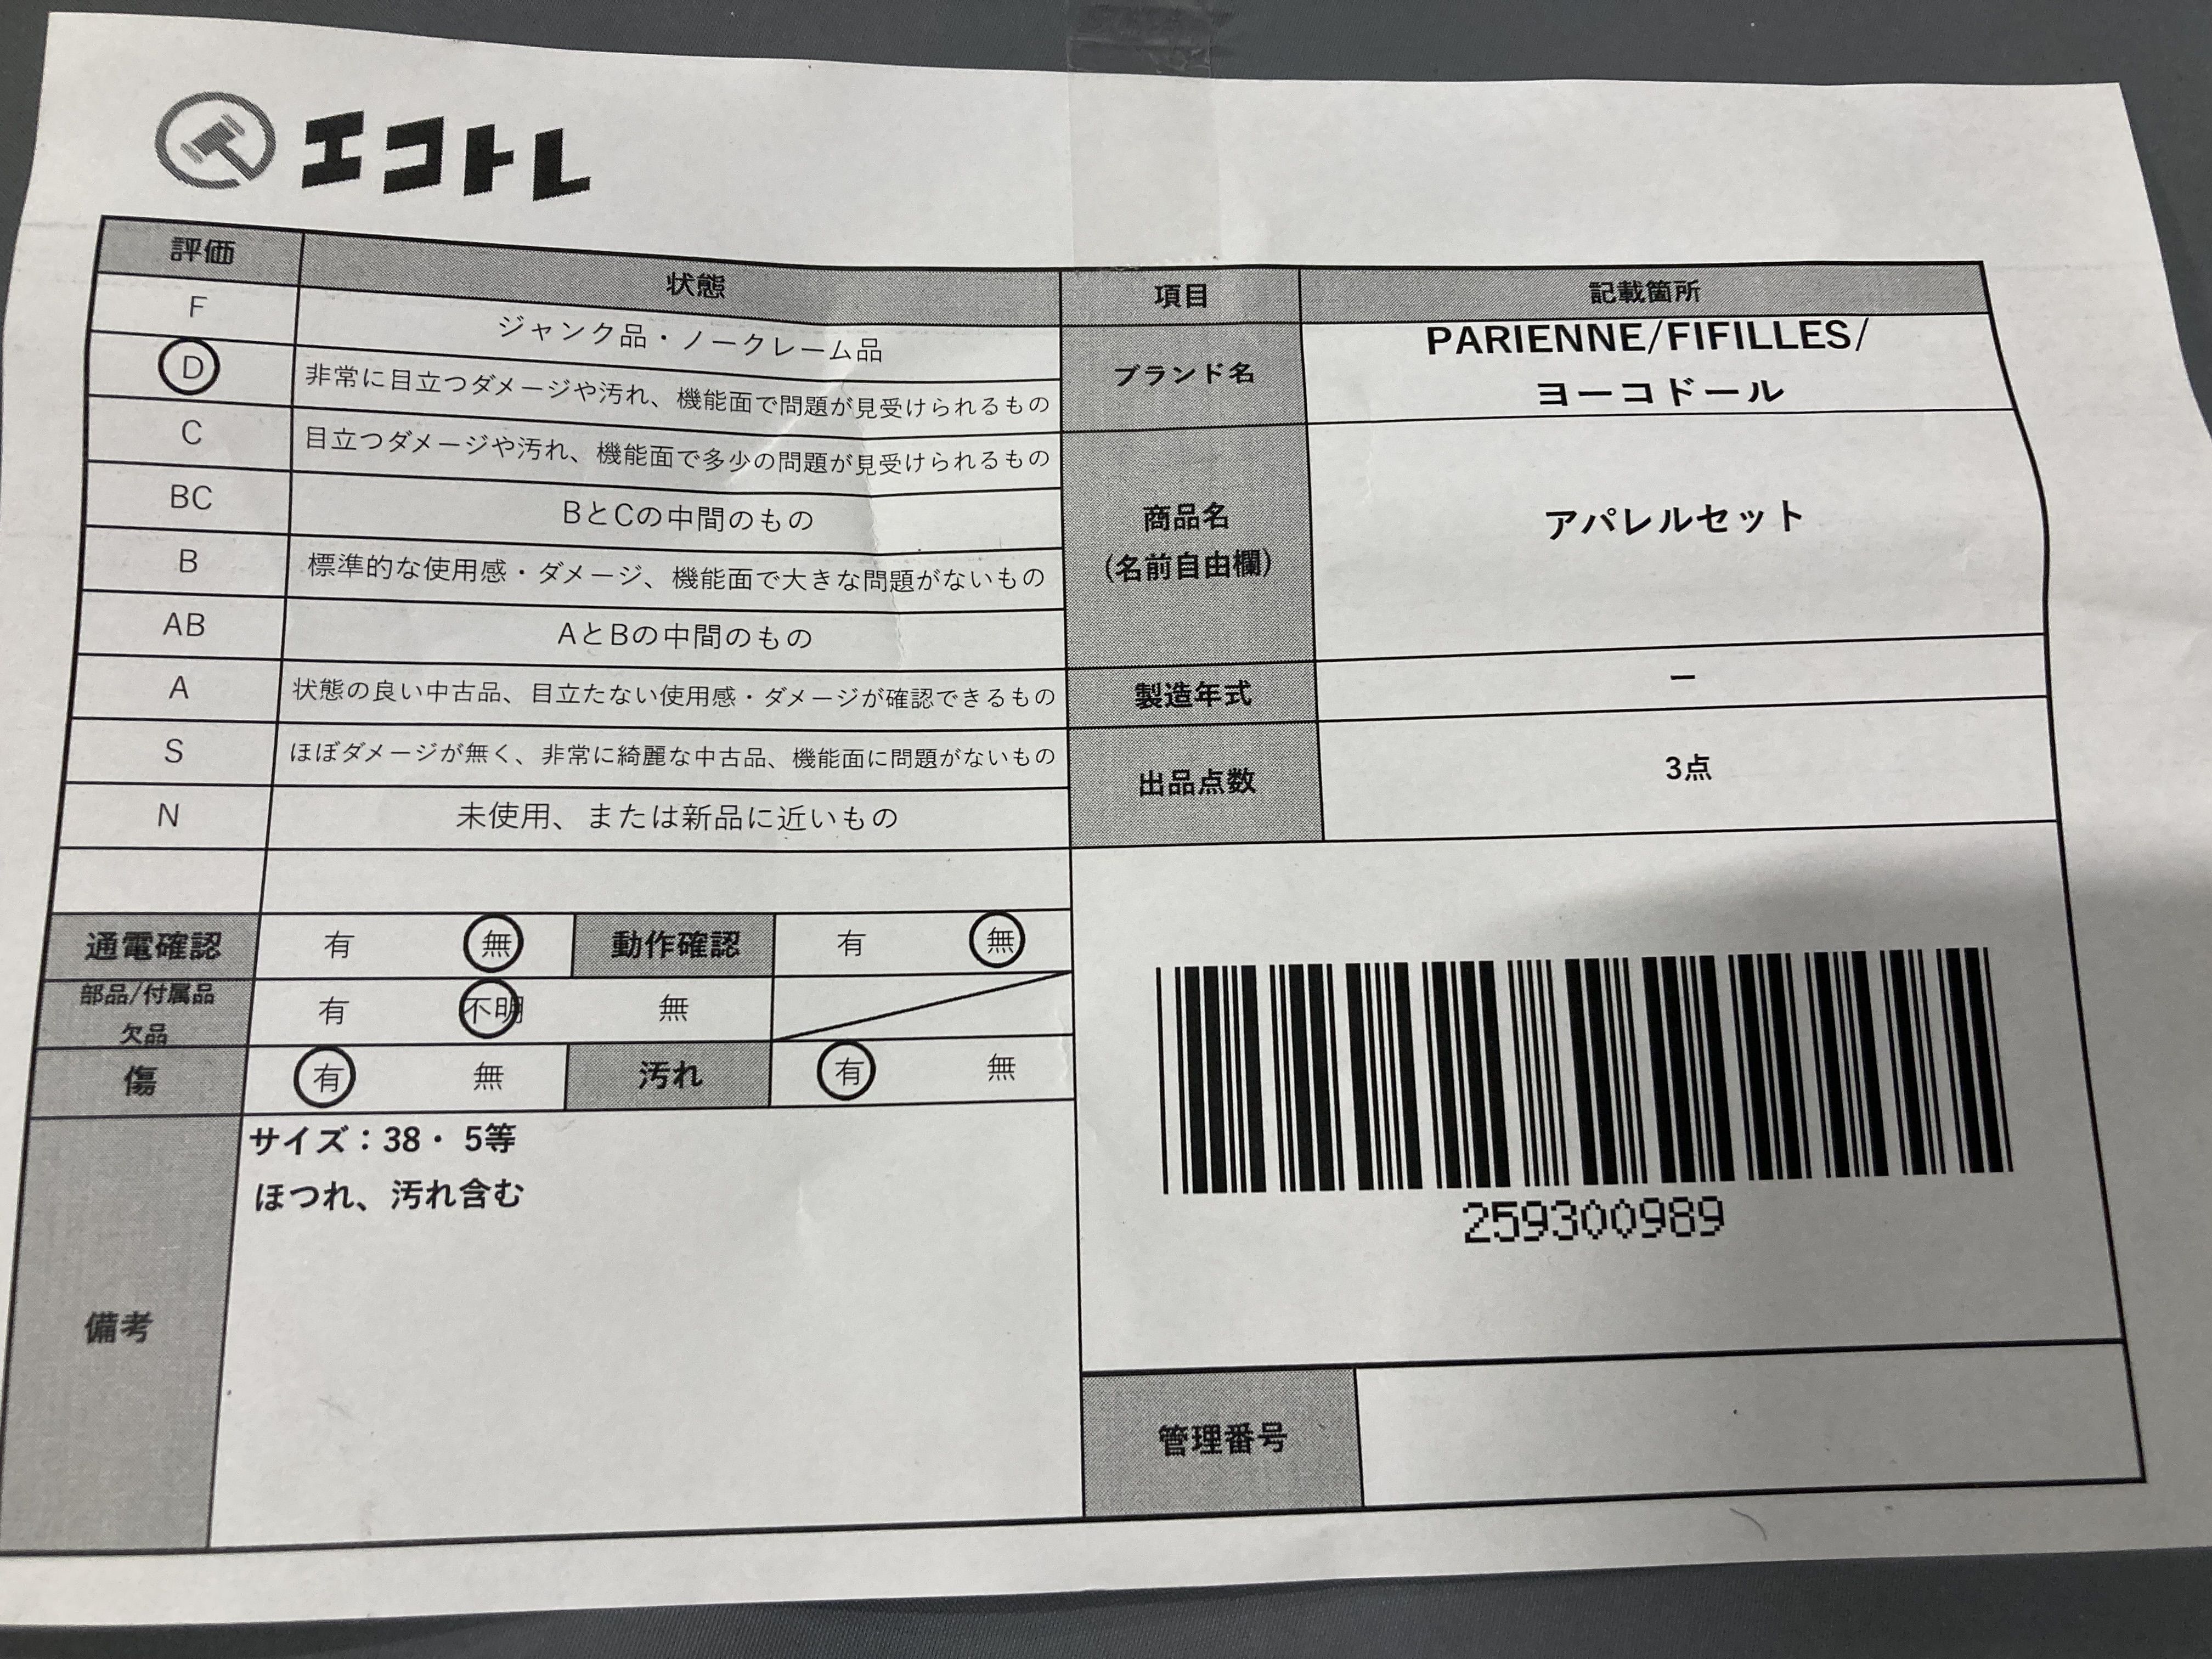 エコトレ
評価 状態
F ジャンク品・ノークレーム品
D 非常に目立つダメージや汚れ、機能面で問題が見受けられるもの
C 目立つダメージや汚れ、機能面で多少の問題が見受けられるもの
BC BとCの中間のもの
B 標準的な使用感・ダメージ、機能面で大きな問題がないもの
AB AとBの中間のもの
A 状態の良い中古品、目立たない使用感・ダメージが確認できるもの
S ほぼダメージが無く、非常に綺麗な中古品、機能面に問題がないもの
N 未使用、または新品に近いもの
通電確認 有 無 動作確認 有 無
部品/付属品
欠品 有 不明 無
傷 有 無 汚れ 有 無
備考
サイズ：38・ 5等
ほつれ、汚れ含む
項目 記載箇所
ブランド名
PARIENNE/FIFILLES/
ヨーコドール
商品名
(名前自由欄)
アパレルセット
製造年式 ー
出品点数 3点
259300989
管理番号